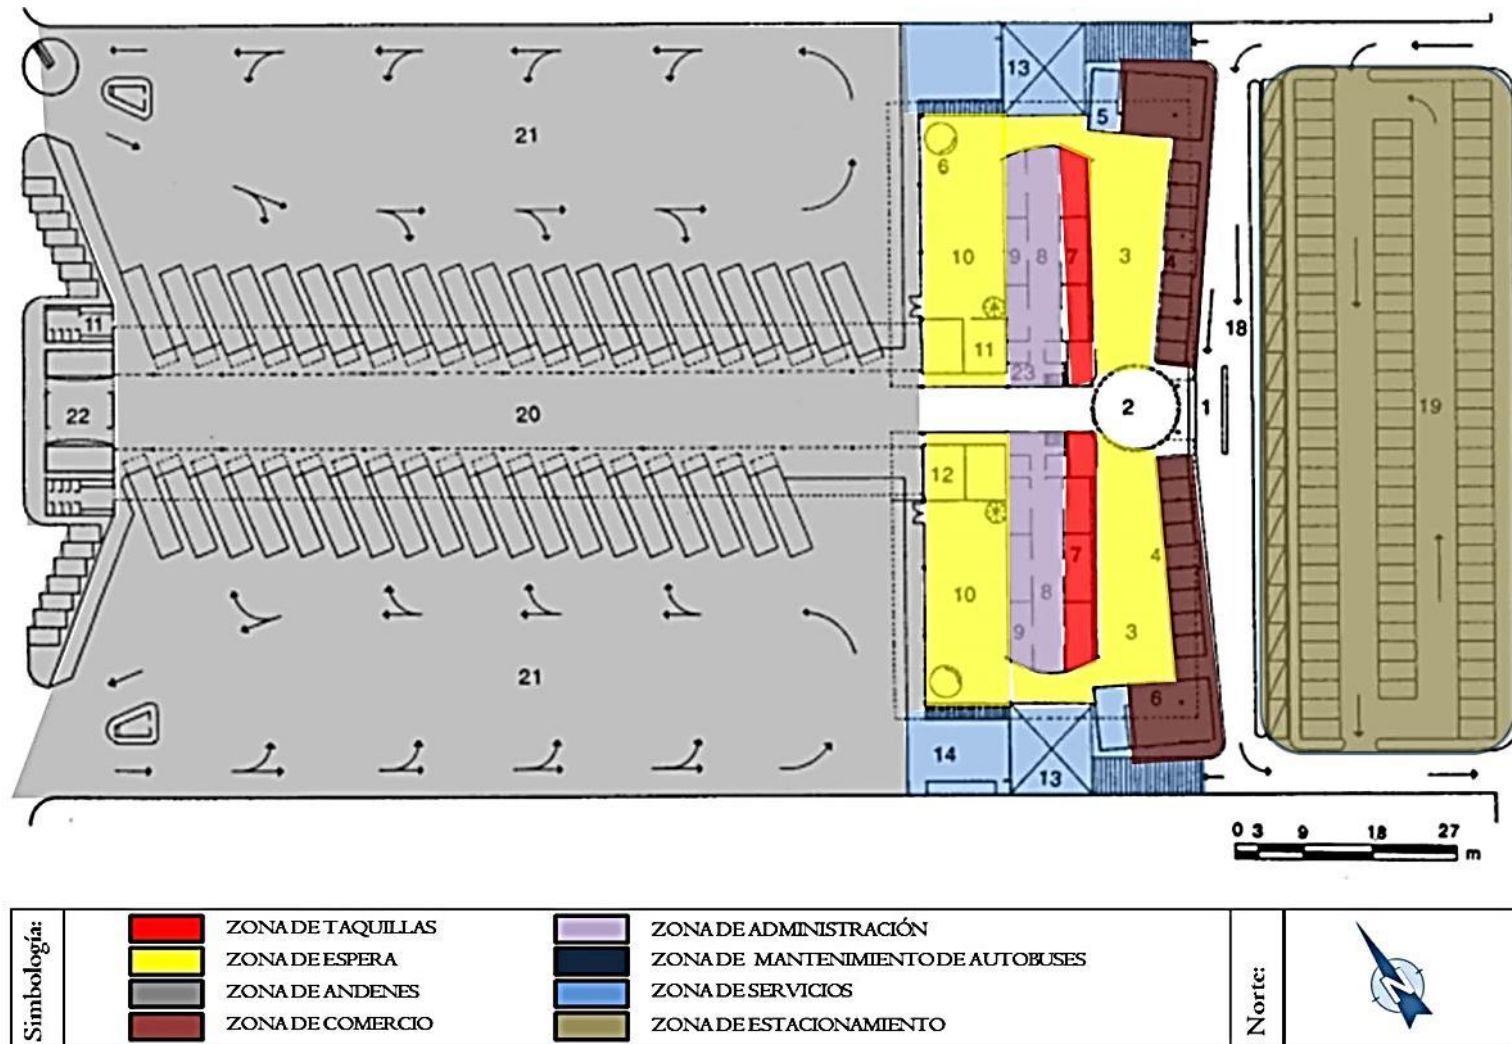 13
5
21
6
10
9
8
7
3
4
18
11
11
23
22
20
2
1
19
12
10
9
8
7
4
3
21
6
14
13
0 3 9 18 27 m
Simbología:
ZONA DE TAQUILLAS
ZONA DE ESPERA
ZONA DE ANDENES
ZONA DE COMERCIO
ZONA DE ADMINISTRACIÓN
ZONA DE MANTENIMIENTO DE AUTOBUSES
ZONA DE SERVICIOS
ZONA DE ESTACIONAMIENTO
Norte:
N